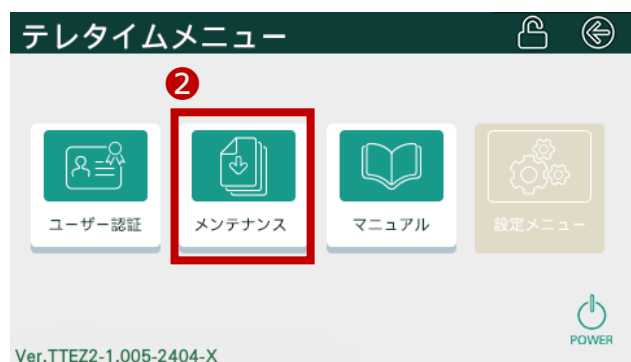 テレタイムメニュー
2
ユーザー認証
メンテナンス
マニュアル
設定メニュー
POWER
Ver.TTEZ2-1.005-2404-X